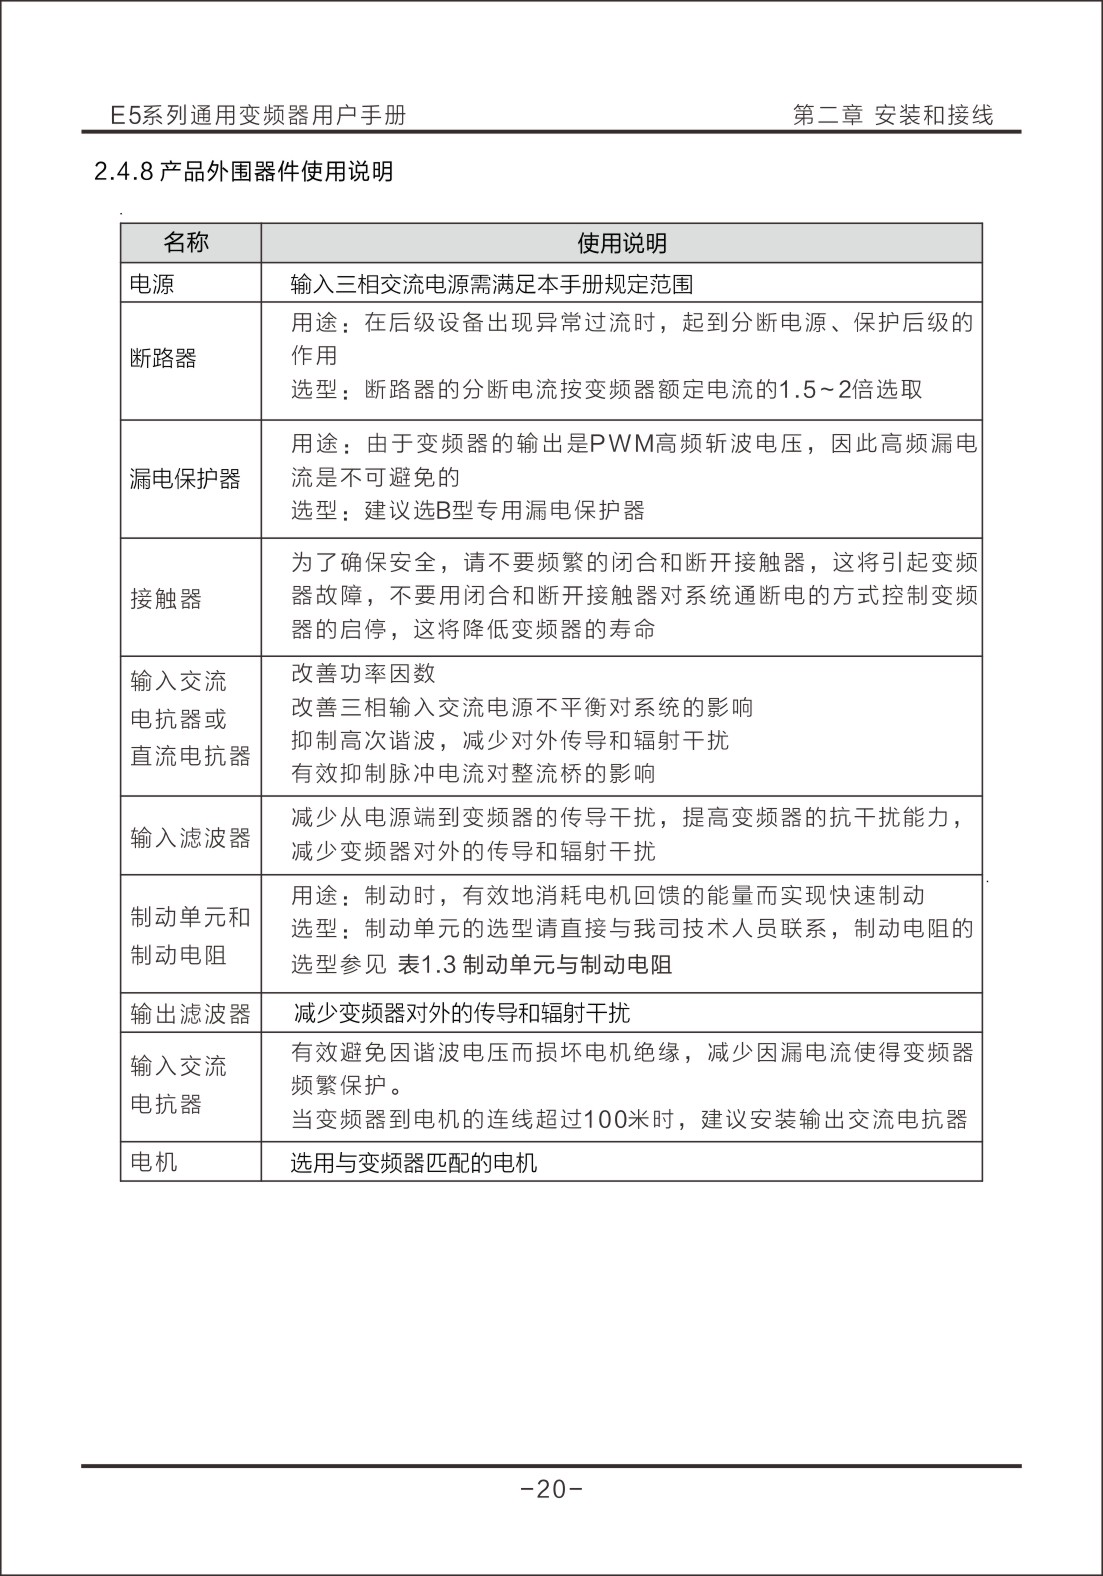 E5系列通用变频器用户手册
第二章 安装和接线
2.4.8 产品外围器件使用说明
名称
使用说明
电源
输入三相交流电源需满足本手册规定范围
断路器
用途：在后级设备出现异常过流时，起到分断电源、保护后级的
作用
选型：断路器的分断电流按变频器额定电流的1.5~2倍选取
漏电保护器
用途：由于变频器的输出是PWM高频斩波电压，因此高频漏电
流是不可避免的
选型：建议选B型专用漏电保护器
接触器
为了确保安全，请不要频繁的闭合和断开接触器，这将引起变频
器故障，不要用闭合和断开接触器对系统通断电的方式控制变频
器的启停，这将降低变频器的寿命
输入交流
电抗器或
直流电抗器
改善功率因数
改善三相输入交流电源不平衡对系统的影响
抑制高次谐波，减少对外传导和辐射干扰
有效抑制脉冲电流对整流桥的影响
输入滤波器
减少从电源端到变频器的传导干扰，提高变频器的抗干扰能力，
减少变频器对外的传导和辐射干扰
制动单元和
制动电阻
用途：制动时，有效地消耗电机回馈的能量而实现快速制动
选型：制动单元的选型请直接与我司技术人员联系，制动电阻的
选型参见 表1.3 制动单元与制动电阻
输出滤波器
减少变频器对外的传导和辐射干扰
输入交流
电抗器
有效避免因谐波电压而损坏电机绝缘，减少因漏电流使得变频器
频繁保护。
当变频器到电机的连线超过100米时，建议安装输出交流电抗器
电机
选用与变频器匹配的电机
-20-